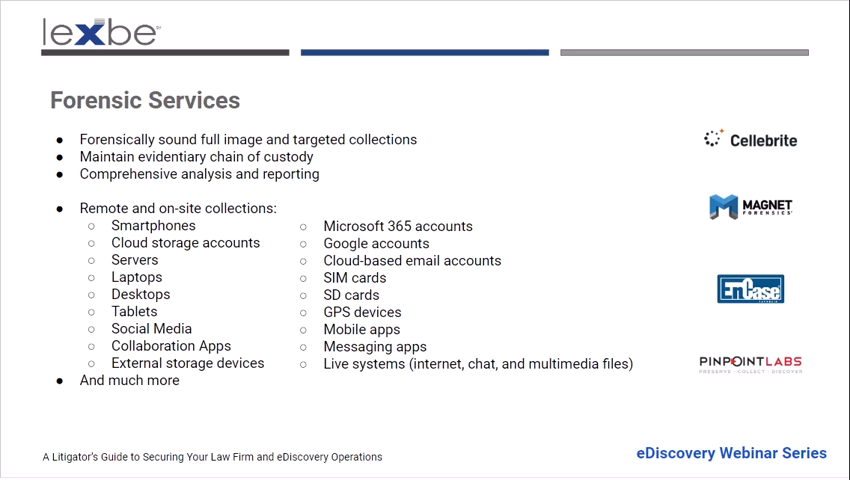 lexbe
Forensic Services
● Forensically sound full image and targeted collections
● Maintain evidentiary chain of custody
● Comprehensive analysis and reporting
● Remote and on-site collections:
○ Smartphones
○ Cloud storage accounts
○ Servers
○ Laptops
○ Desktops
○ Tablets
○ Social Media
○ Collaboration Apps
○ External storage devices
○ Microsoft 365 accounts
○ Google accounts
○ Cloud-based email accounts
○ SIM cards
○ SD cards
○ GPS devices
○ Mobile apps
○ Messaging apps
○ Live systems (internet, chat, and multimedia files)
● And much more
Cellebrite
MAGNET
FORENSICS
EnCase
PINPOINTLABS
PRESERVE · COLLECT · DISCOVER
A Litigator's Guide to Securing Your Law Firm and eDiscovery Operations
eDiscovery Webinar Series